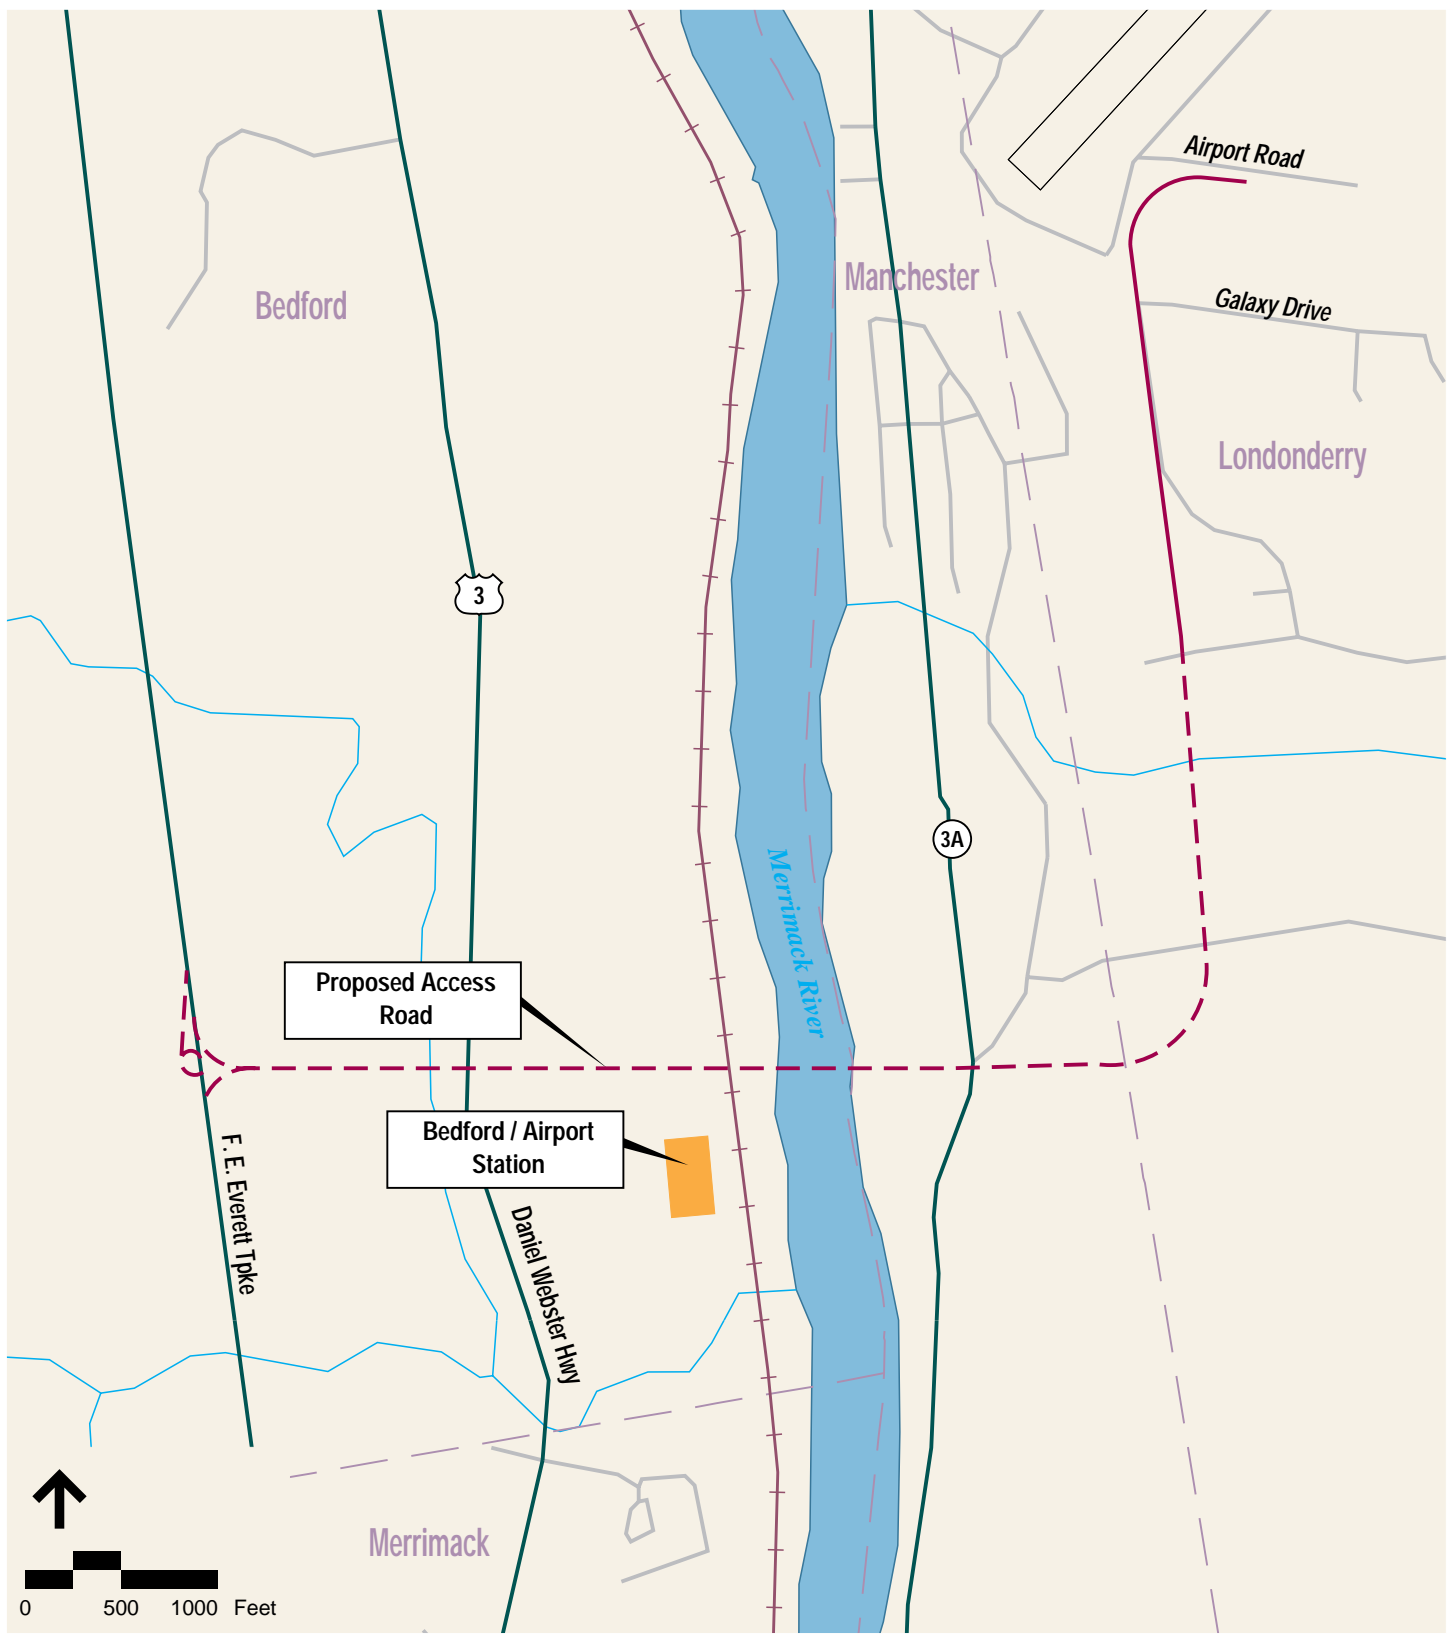 Airport Road
Manchester
Bedford
Galaxy Drive
Londonderry
3
3A
Merrimack River
Proposed Access
Road
Bedford / Airport
Station
F. E. Everett Tpke
Daniel Webster Hwy
Merrimack
0 500 1000 Feet